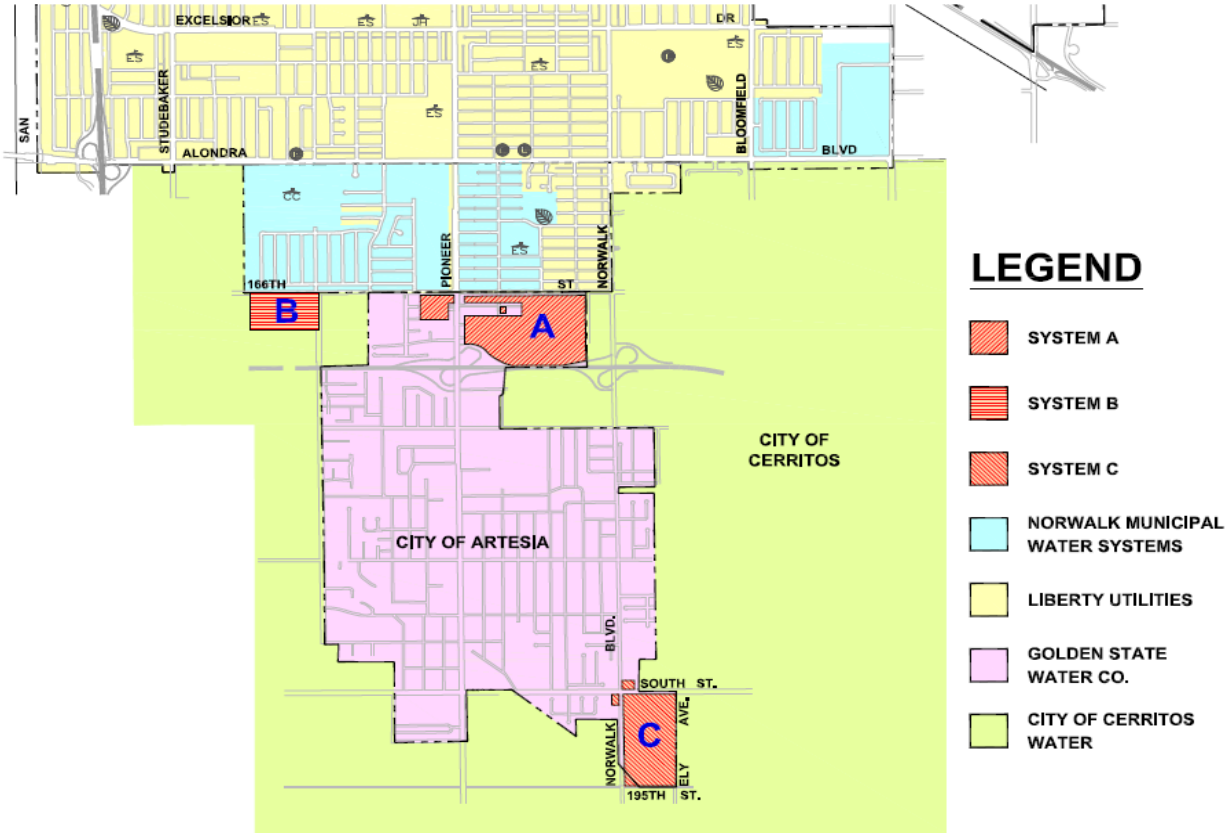 EXCELSIOR
ES
ES
JH
DR
ES
ES
ES
L
ES
STUDEBAKER
BLOOMFIELD
SAN
ALONDRA
L
L
L
BLVD
CC
ES
PIONEER
NORWALK
166TH
ST
B
A
CITY OF
CERRITOS
CITY OF ARTESIA
BLVD.
SOUTH ST.
AVE.
C
NORWALK
ELY
195TH ST.
LEGEND
SYSTEM A
SYSTEM B
SYSTEM C
NORWALK MUNICIPAL
WATER SYSTEMS
LIBERTY UTILITIES
GOLDEN STATE
WATER CO.
CITY OF CERRITOS
WATER